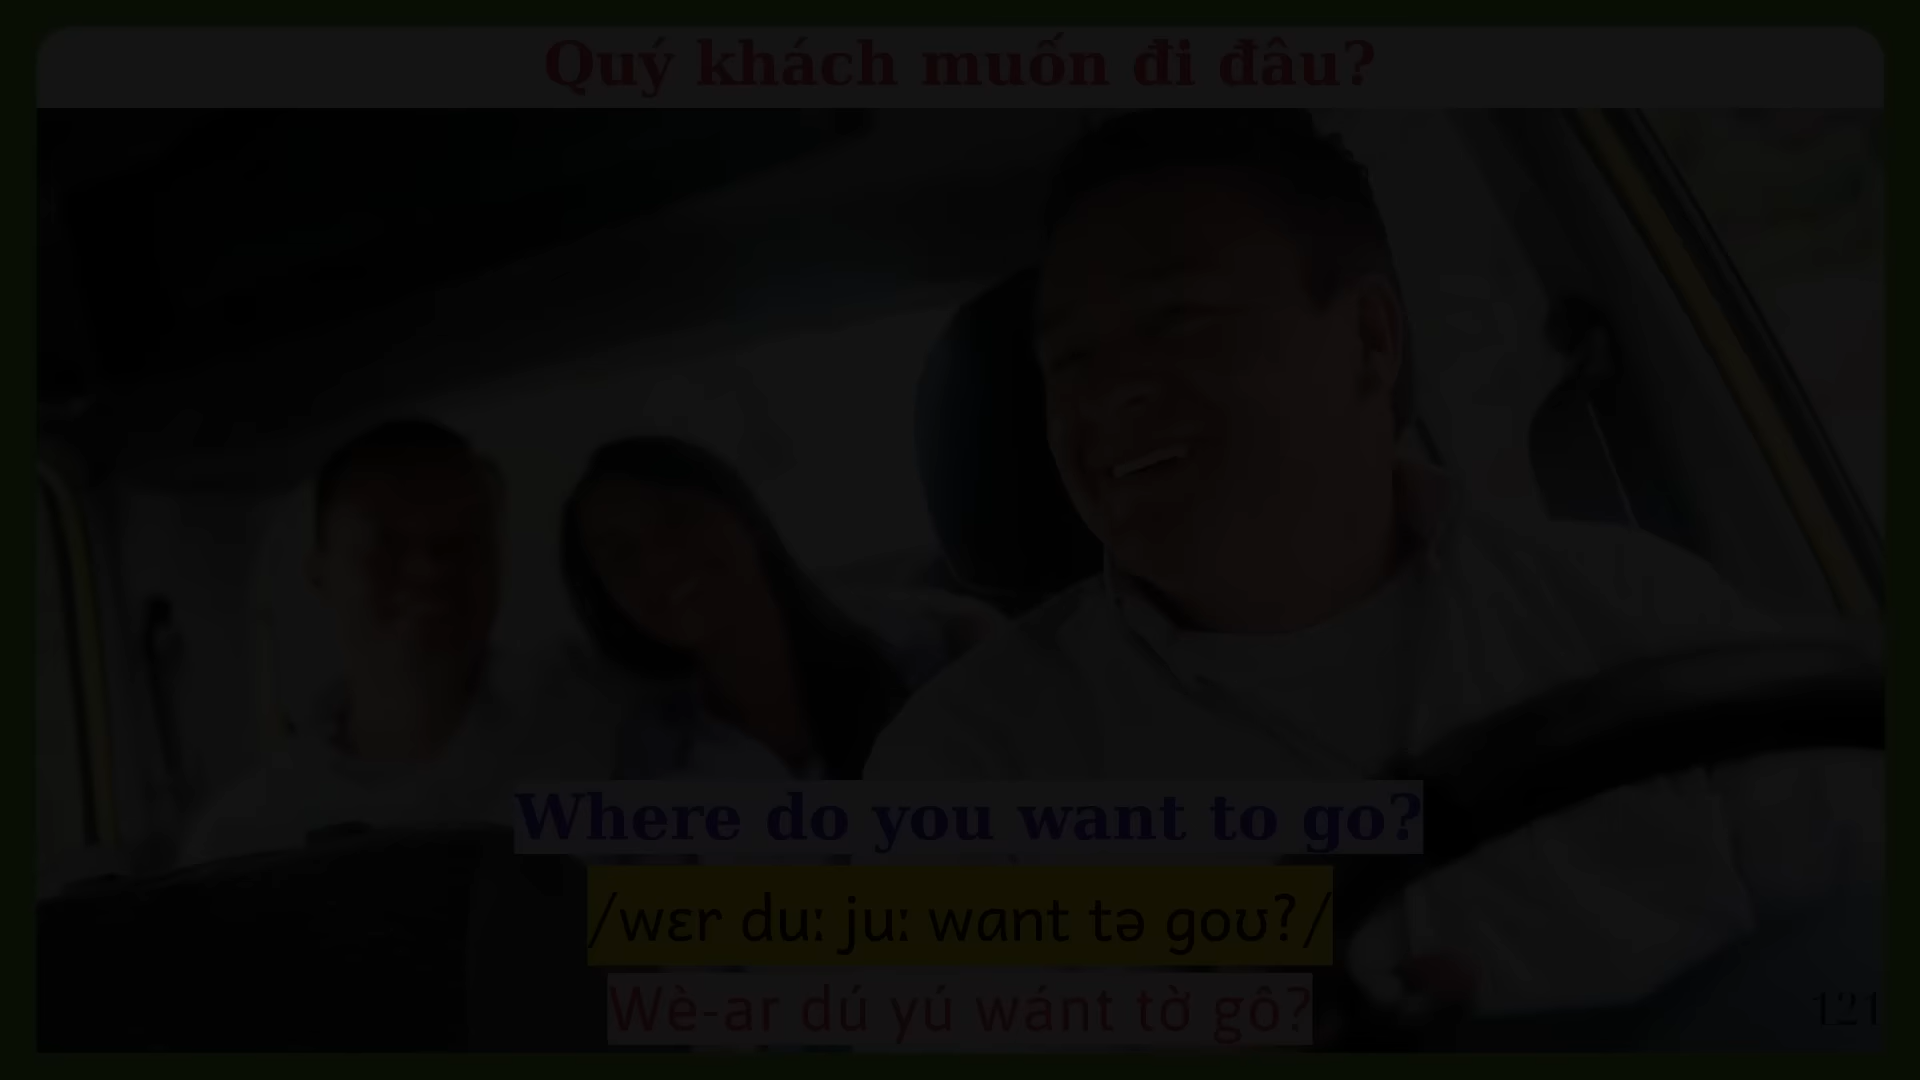 Quý khách muốn đi đâu?
Where do you want to go?
/wɛr duː juː wɑnt tə ɡoʊ?/
Wè-ar dú yú wánt tờ gô?
121